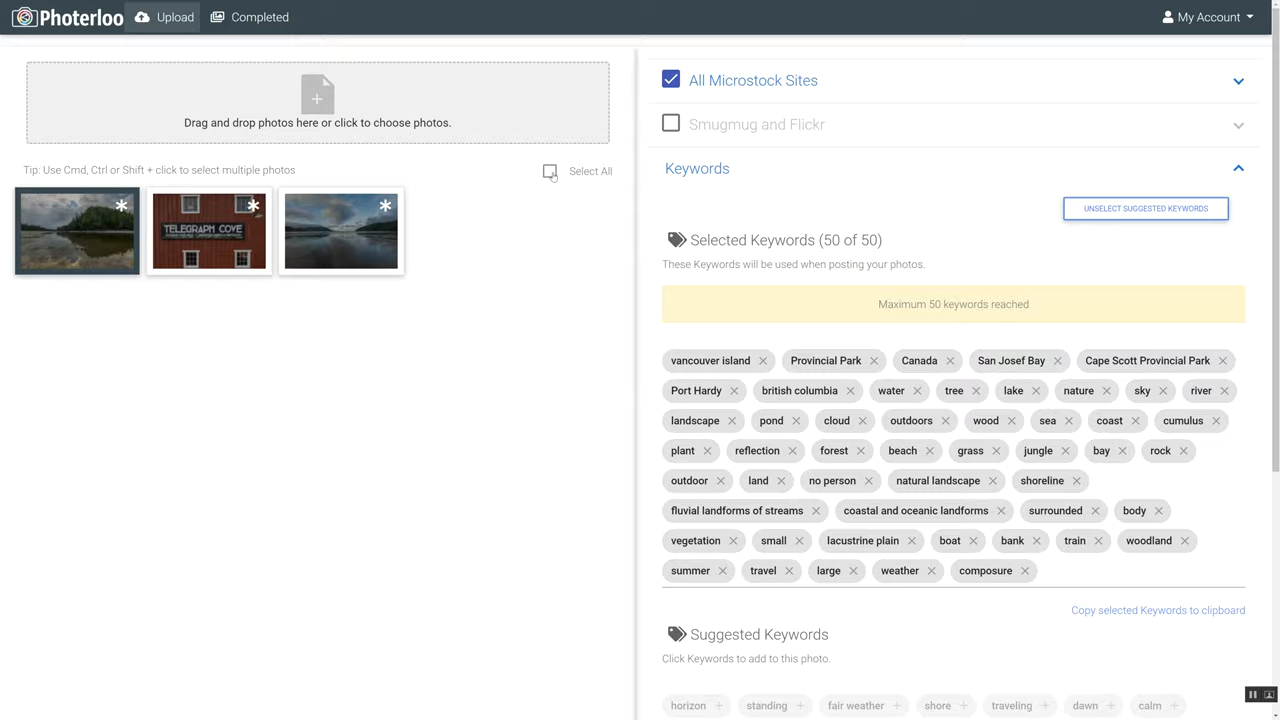 Photerloo Upload Completed My Account
Drag and drop photos here or click to choose photos.
Tip: Use Cmd, Ctrl or Shift + click to select multiple photos
Select All
TELEGRAPH COVE
All Microstock Sites
Smugmug and Flickr
Keywords
UNSELECT SUGGESTED KEYWORDS
Selected Keywords (50 of 50)
These Keywords will be used when posting your photos.
Maximum 50 keywords reached
vancouver island Provincial Park Canada San Josef Bay Cape Scott Provincial Park
Port Hardy british columbia water tree lake nature sky river
landscape pond cloud outdoors wood sea coast cumulus
plant reflection forest beach grass jungle bay rock
outdoor land no person natural landscape shoreline
fluvial landforms of streams coastal and oceanic landforms surrounded body
vegetation small lacustrine plain boat bank train woodland
summer travel large weather composure
Copy selected Keywords to clipboard
Suggested Keywords
Click Keywords to add to this photo.
horizon standing fair weather shore traveling dawn calm